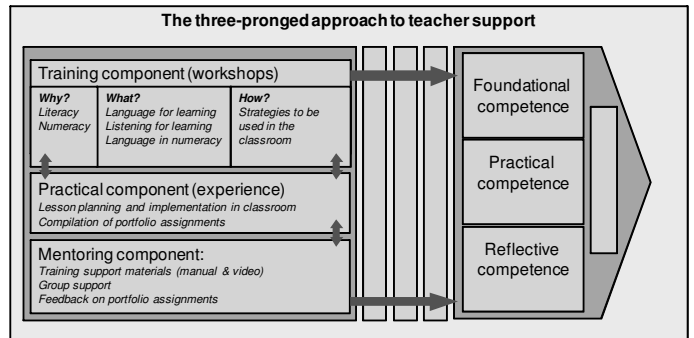 The three-pronged approach to teacher support
Training component (workshops)
Why?
Literacy
Numeracy
What?
Language for learning
Listening for learning
Language in numeracy
How?
Strategies to be
used in the
classroom
Practical component (experience)
Lesson planning and implementation in classroom
Compilation of portfolio assignments
Mentoring component:
Training support materials (manual & video)
Group support
Feedback on portfolio assignments
Foundational
competence
Practical
competence
Reflective
competence